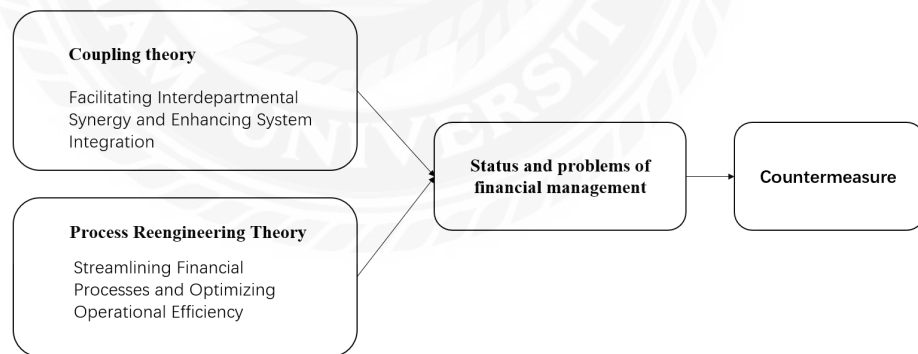 Coupling theory
Facilitating Interdepartmental
Synergy and Enhancing System
Integration
Process Reengineering Theory
Streamlining Financial
Processes and Optimizing
Operational Efficiency
Status and problems of
financial management
Countermeasure
UNIVERSIT